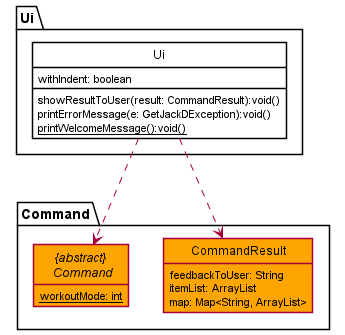 Ui
Ui
withIndent: boolean
showResultToUser(result: CommandResult):void()
printErrorMessage(e: GetJackDException):void()
printWelcomeMessage():void()
Command
{abstract}
Command
workoutMode: int
CommandResult
feedbackToUser: String
itemList: ArrayList
map: Map<String, ArrayList>